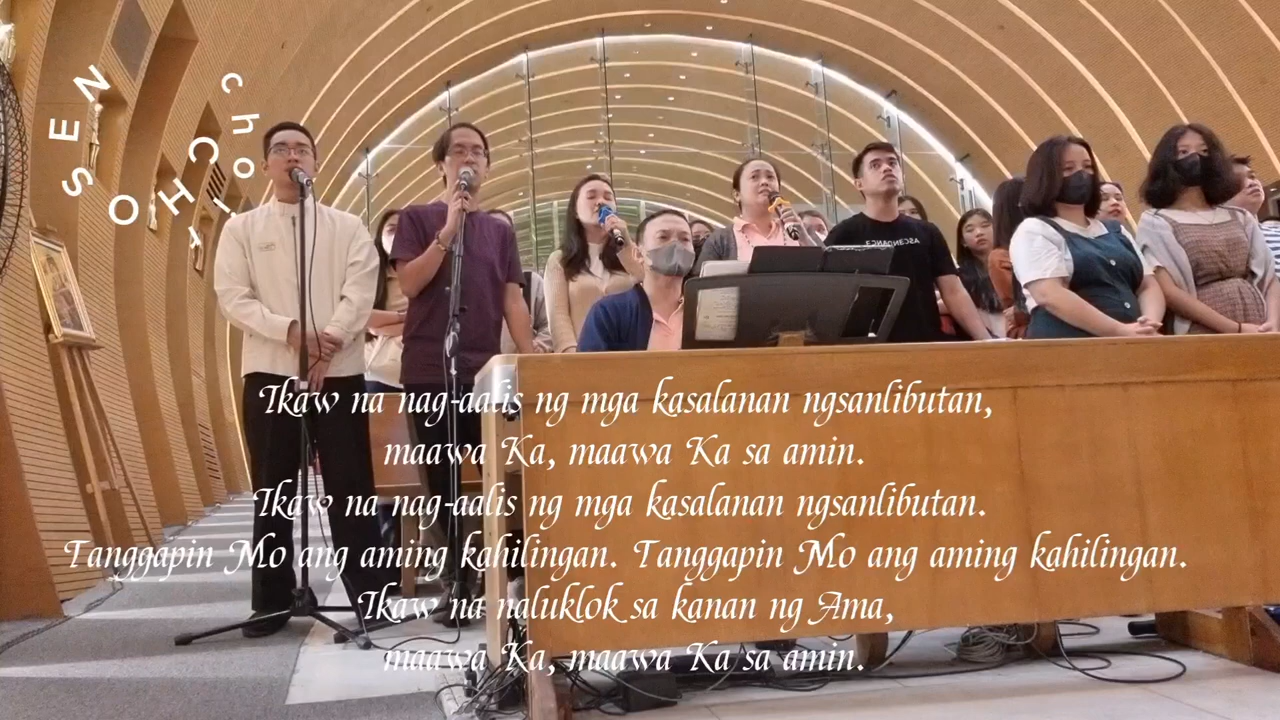 CHOSEN
choir
ASCENDANCE
Ikaw na nag-aalis ng mga kasalanan ngsanlibutan,
maawa Ka, maawa Ka sa amin.
Ikaw na nag-aalis ng mga kasalanan ngsanlibutan.
Tanggapin Mo ang aming kahilingan. Tanggapin Mo ang aming kahilingan.
Ikaw na naluklok sa kanan ng Ama,
maawa Ka, maawa Ka sa amin.